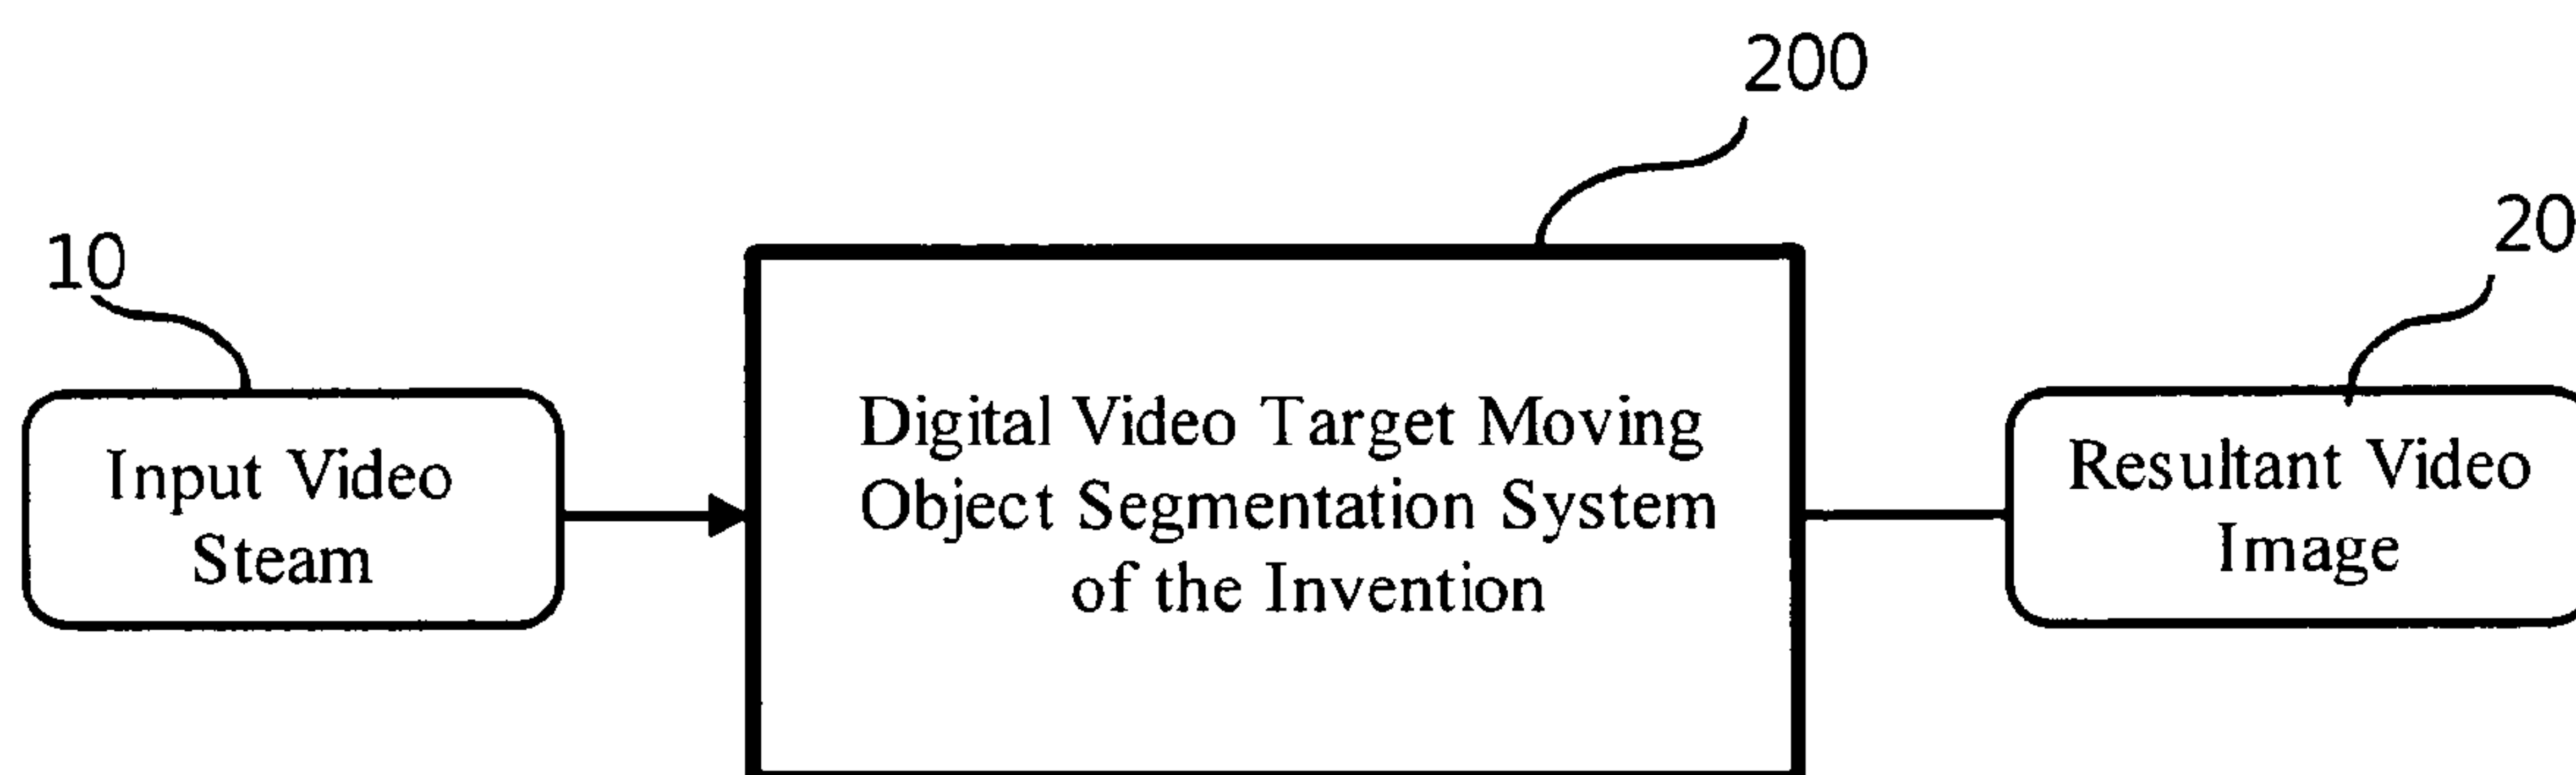 200
10
20
Input Video
Steam
Digital Video Target Moving
Object Segmentation System
of the Invention
Resultant Video
Image